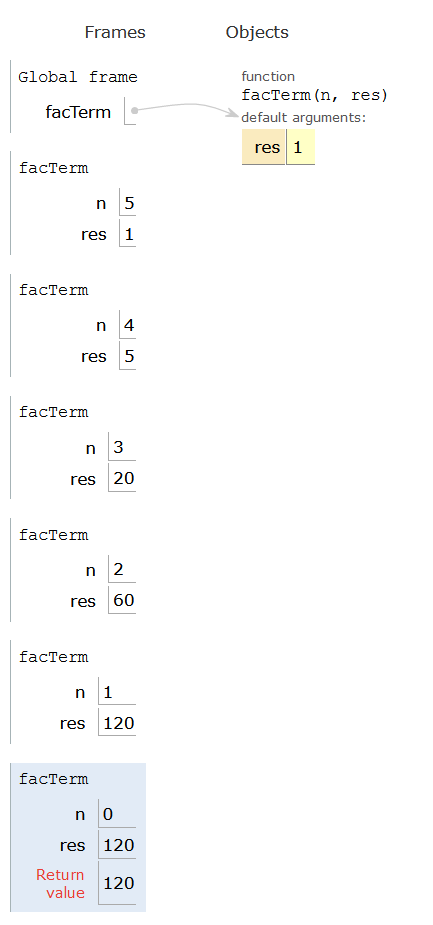 Frames Objects
Global frame
facTerm
function
facTerm(n, res)
default arguments:
res 1
facTerm
n 5
res 1
facTerm
n 4
res 5
facTerm
n 3
res 20
facTerm
n 2
res 60
facTerm
n 1
res 120
facTerm
n 0
res 120
Return
value 120